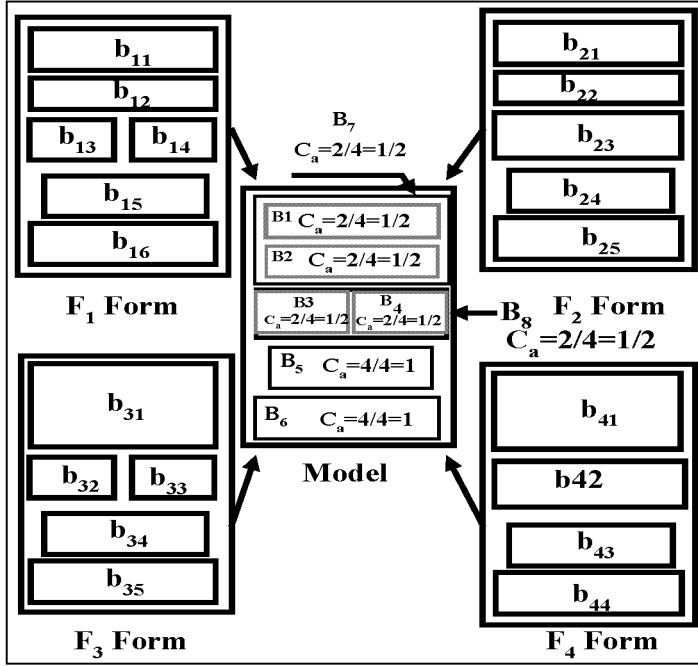 b₁₁
b₁₂
b₁₃ b₁₄
b₁₅
b₁₆
F₁ Form
b₂₁
b₂₂
b₂₃
b₂₄
b₂₅
F₂ Form
B₇
Cₐ=2/4=1/2
B1 Cₐ=2/4=1/2
B2 Cₐ=2/4=1/2
B3 B₄
Cₐ=2/4=1/2 Cₐ=2/4=1/2
B₅ Cₐ=4/4=1
B₆ Cₐ=4/4=1
Model
B₈
Cₐ=2/4=1/2
b₃₁
b₃₂ b₃₃
b₃₄
b₃₅
F₃ Form
b₄₁
b42
b₄₃
b₄₄
F₄ Form